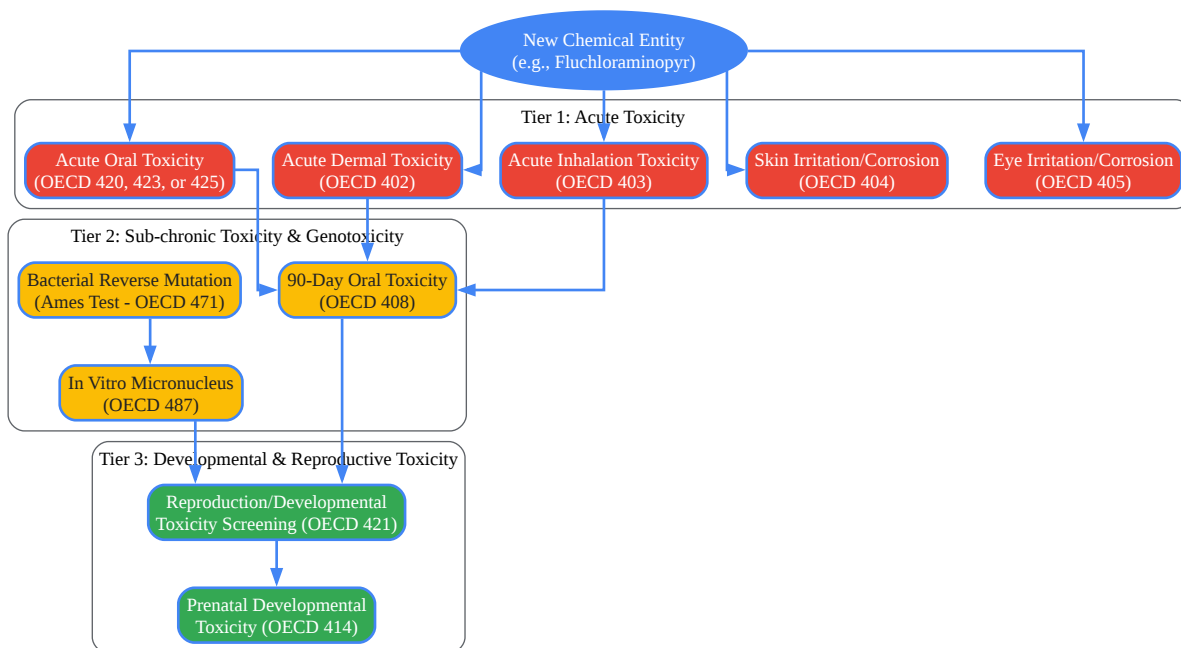 New Chemical Entity
(e.g., Fluchloraminopyr)
Tier 1: Acute Toxicity
Acute Oral Toxicity
(OECD 420, 423, or 425)
Acute Dermal Toxicity
(OECD 402)
Acute Inhalation Toxicity
(OECD 403)
Skin Irritation/Corrosion
(OECD 404)
Eye Irritation/Corrosion
(OECD 405)
Tier 2: Sub-chronic Toxicity & Genotoxicity
Bacterial Reverse Mutation
(Ames Test - OECD 471)
90-Day Oral Toxicity
(OECD 408)
In Vitro Micronucleus
(OECD 487)
Tier 3: Developmental & Reproductive Toxicity
Reproduction/Developmental
Toxicity Screening (OECD 421)
Prenatal Developmental
Toxicity (OECD 414)